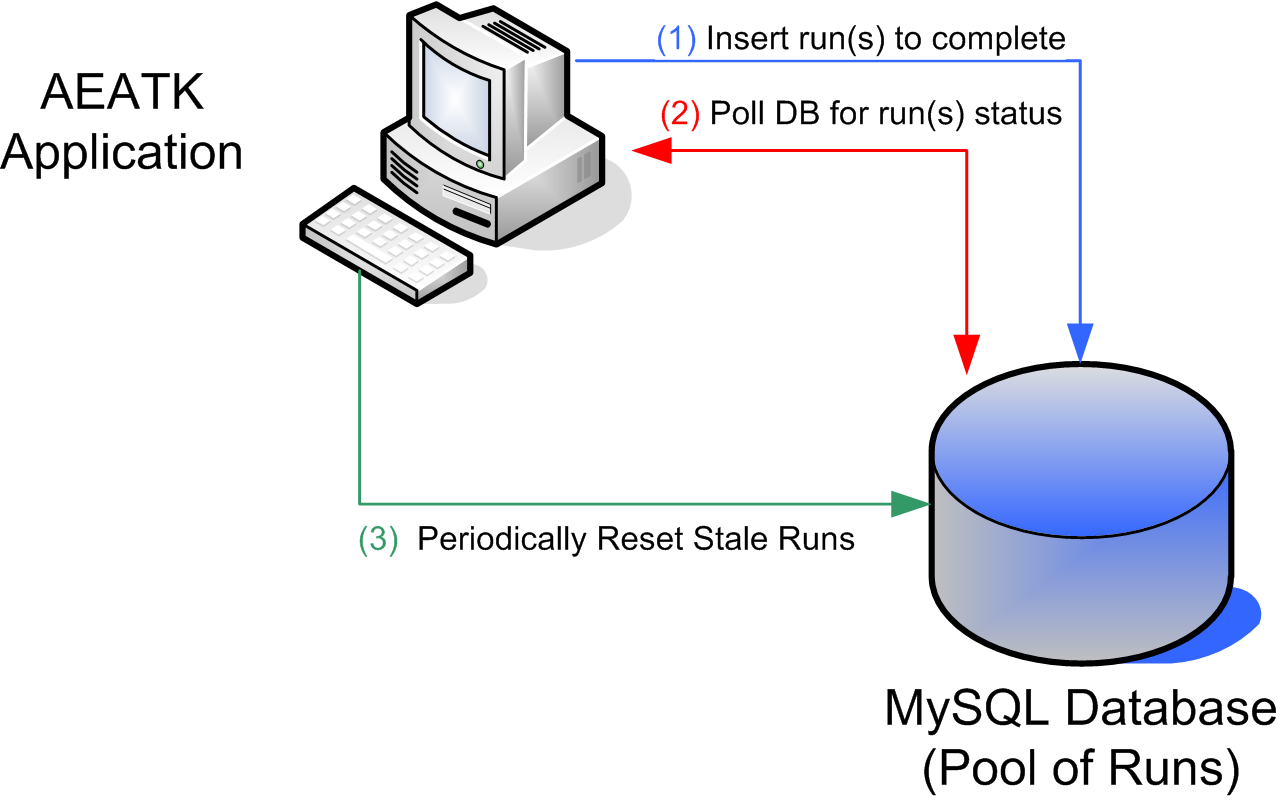 AEATK
Application
(1) Insert run(s) to complete
(2) Poll DB for run(s) status
(3) Periodically Reset Stale Runs
MySQL Database
(Pool of Runs)